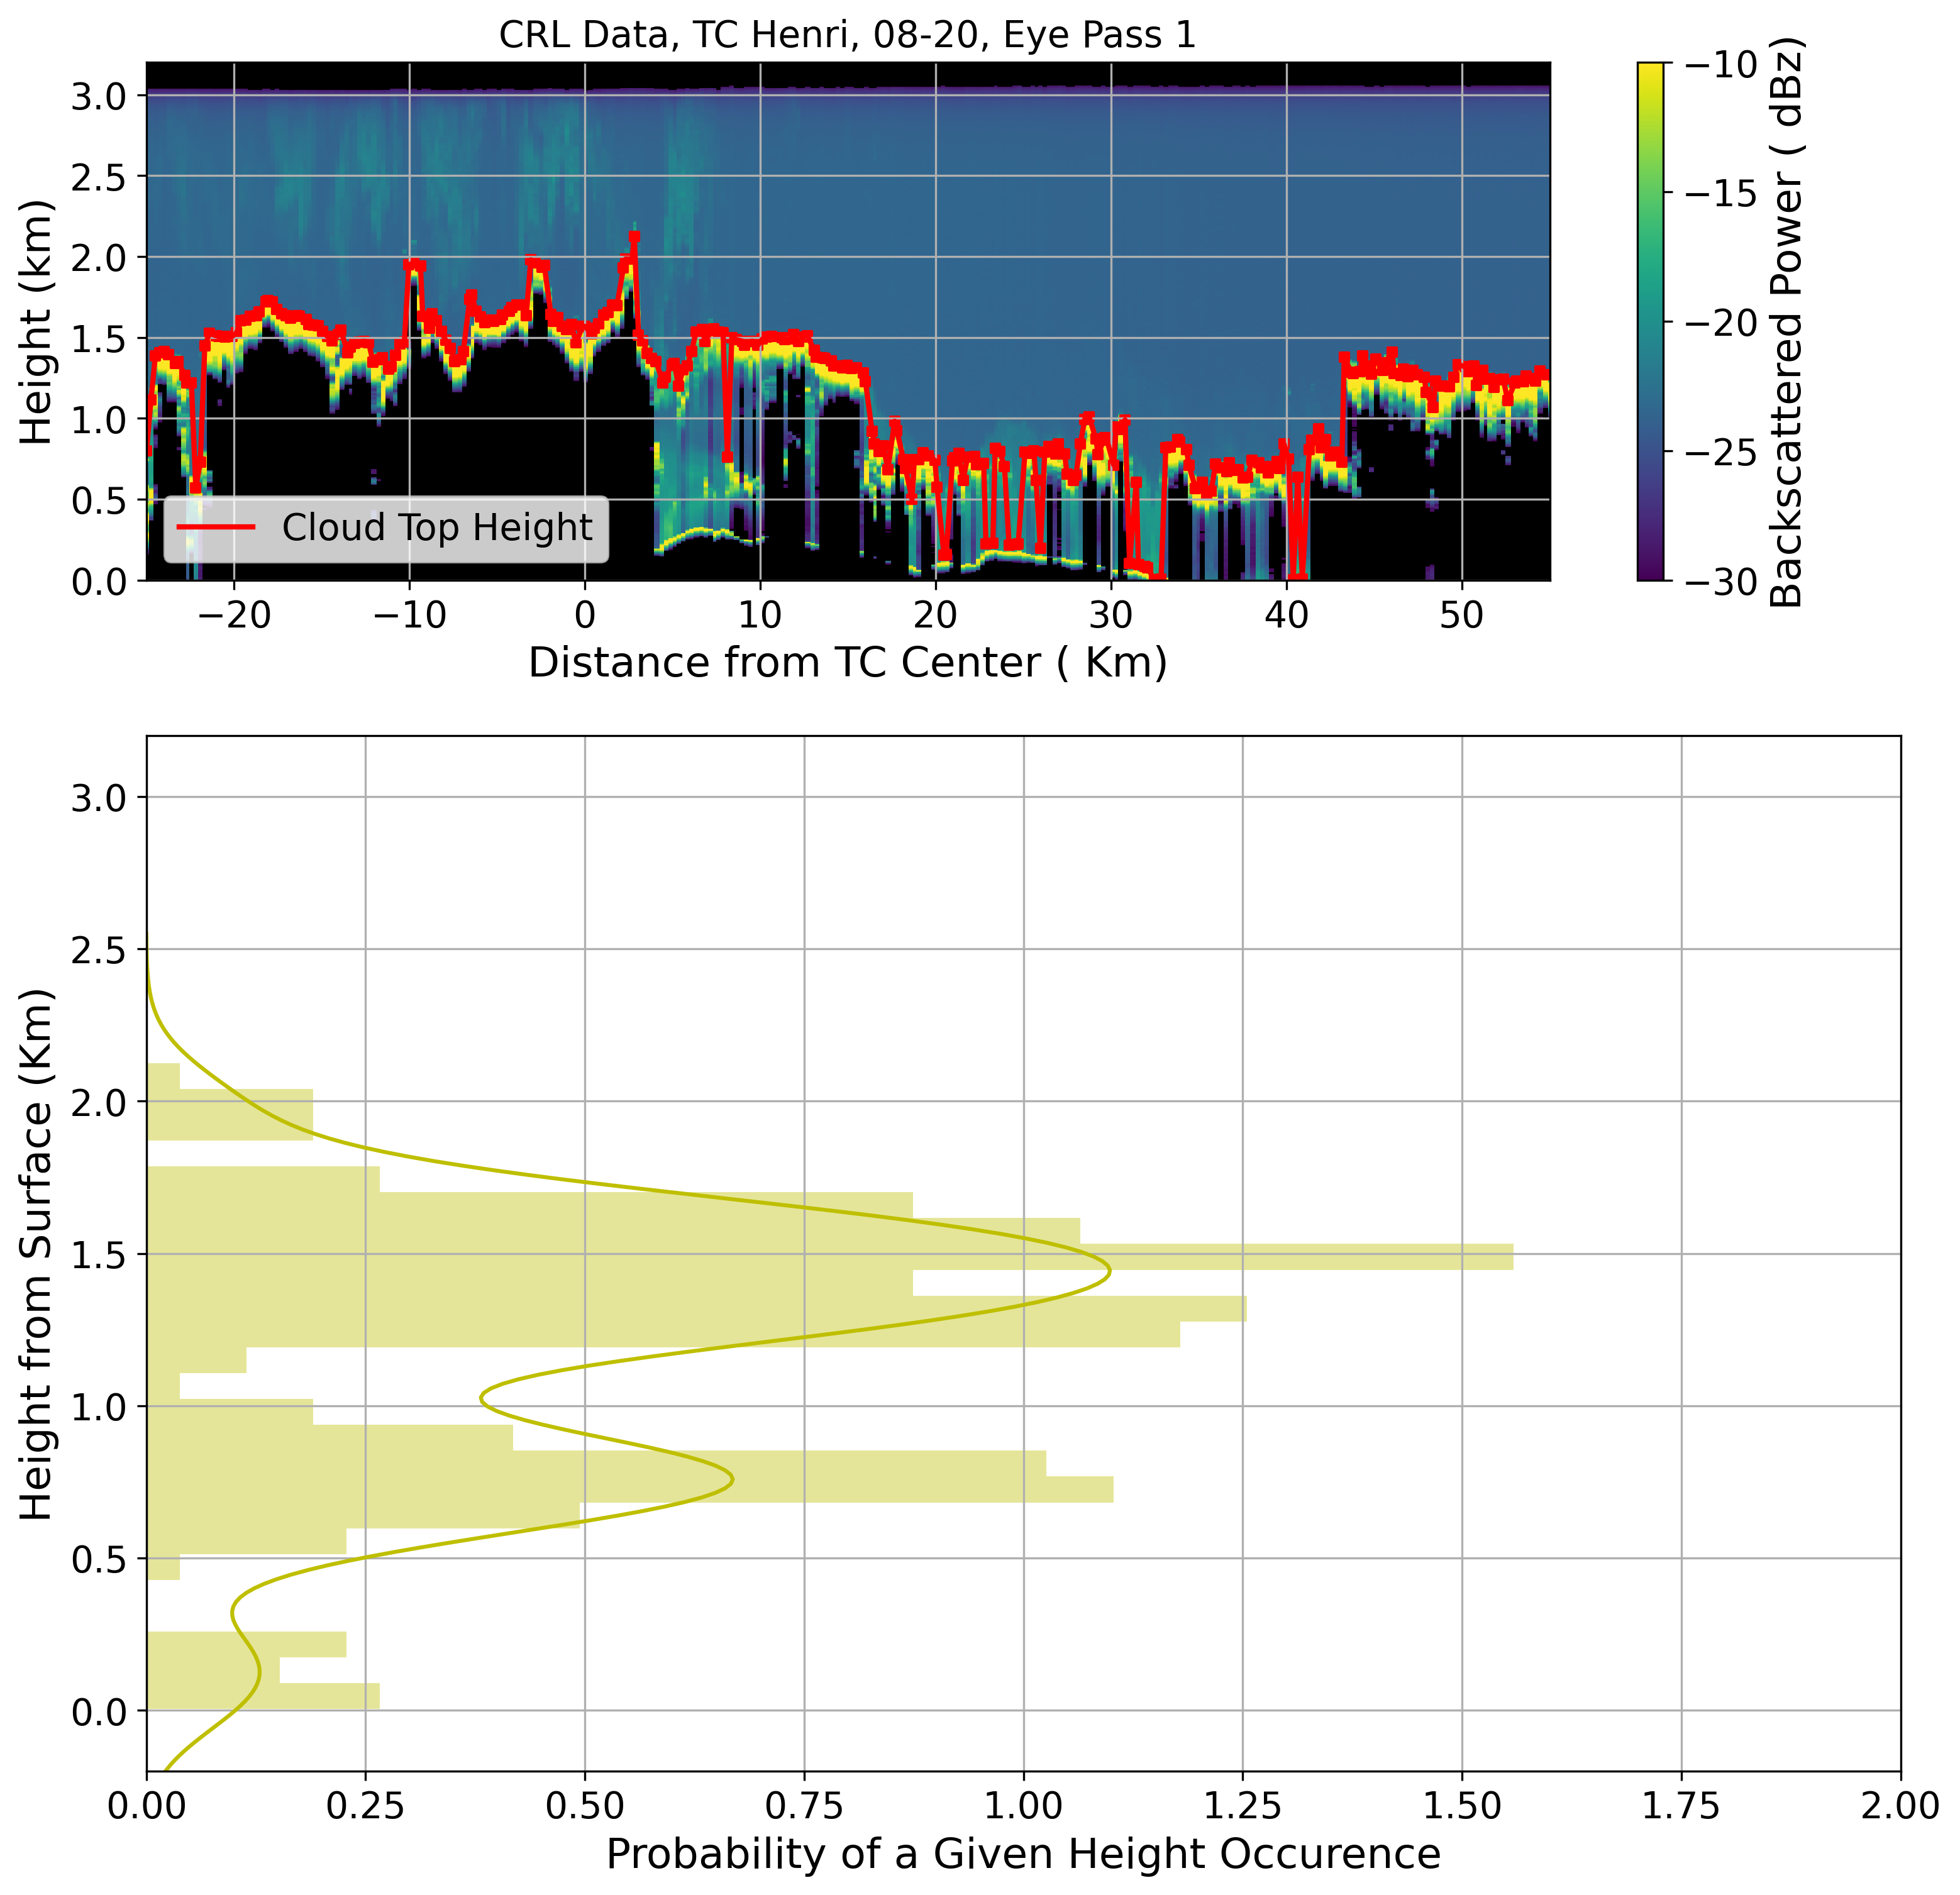 CRL Data, TC Henri, 08-20, Eye Pass 1
Height (km)
3.0
2.5
2.0
1.5
1.0
0.5
0.0
Cloud Top Height
−20 −10 0 10 20 30 40 50
Distance from TC Center ( Km)
−10
−15
−20
−25
−30
Backscattered Power ( dBz)
Height from Surface (Km)
3.0
2.5
2.0
1.5
1.0
0.5
0.0
0.00 0.25 0.50 0.75 1.00 1.25 1.50 1.75 2.00
Probability of a Given Height Occurence